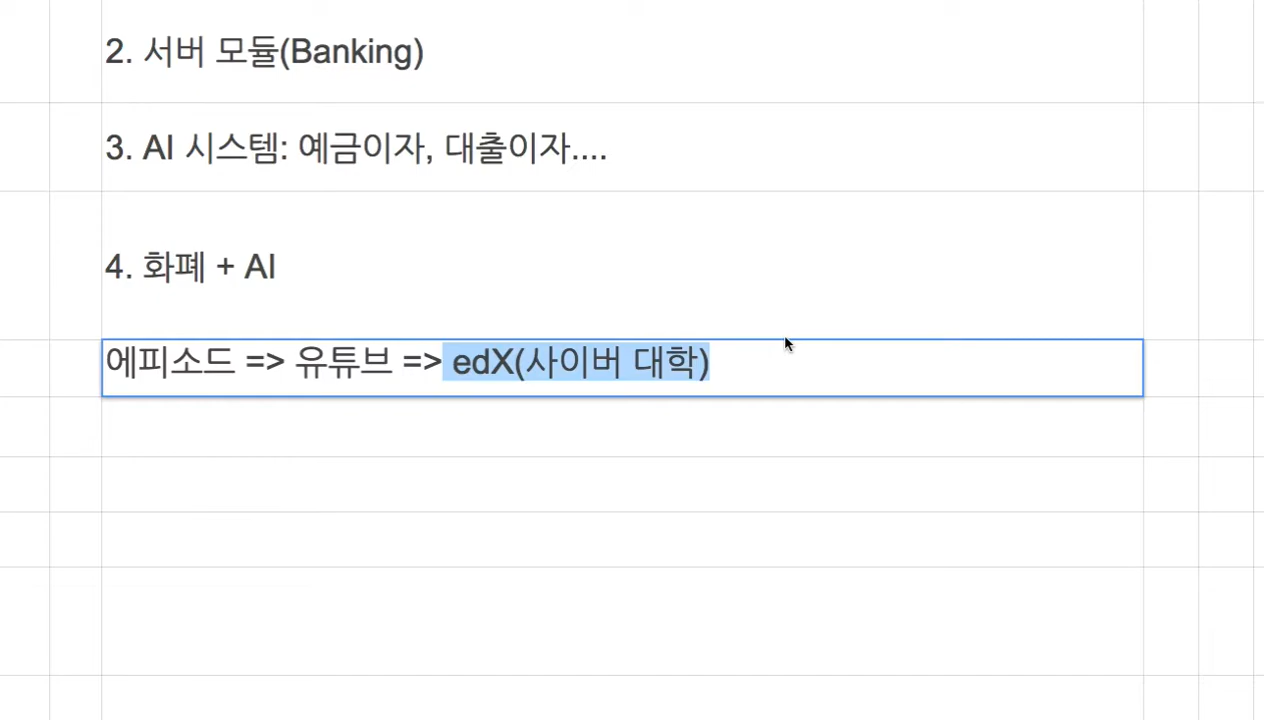 2. 서버 모듈(Banking)
3. AI 시스템: 예금이자, 대출이자....
4. 화폐 + AI
에피소드 => 유튜브 => edX(사이버 대학)